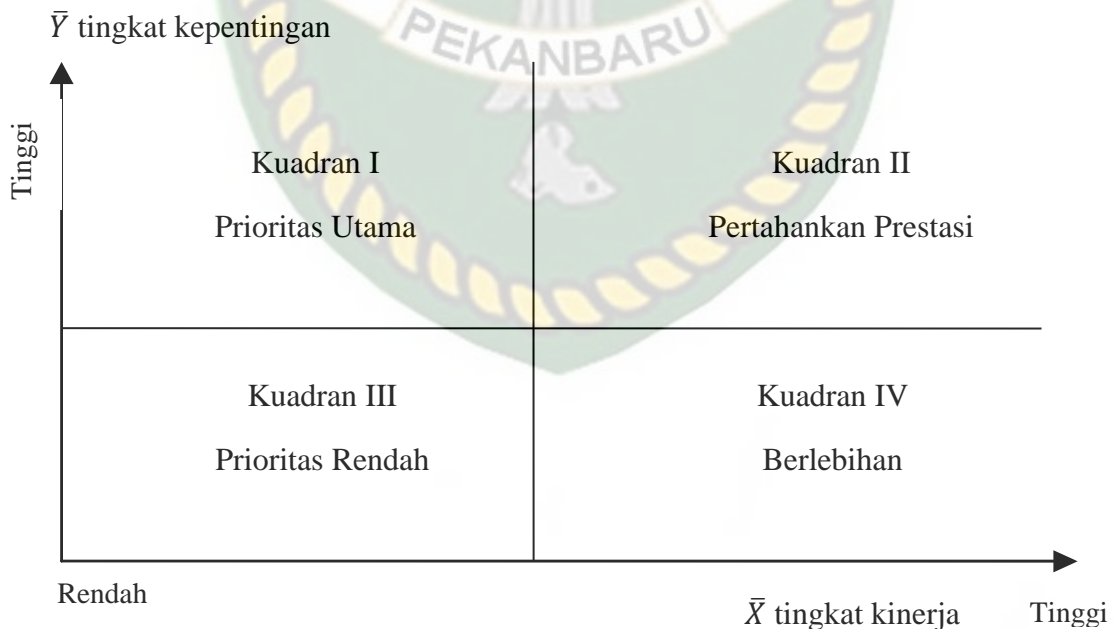 Ȳ tingkat kepentingan
PEKANBARU
Tinggi
Kuadran I
Kuadran II
Prioritas Utama
Pertahankan Prestasi
Kuadran III
Kuadran IV
Prioritas Rendah
Berlebihan
Rendah
X̄ tingkat kinerja
Tinggi